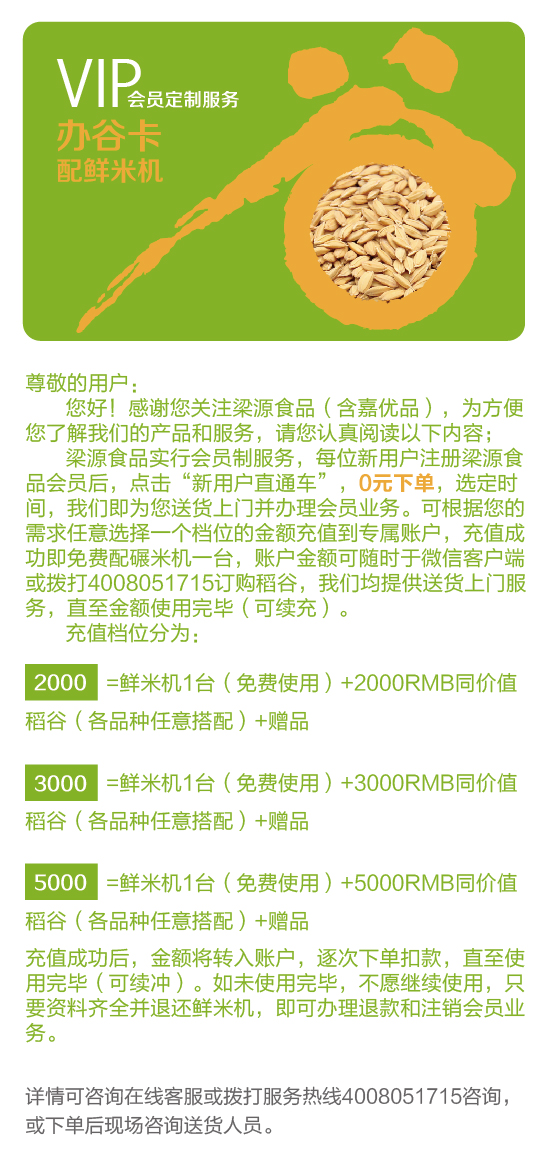 VIP会员定制服务
办谷卡
配鲜米机
尊敬的用户：
您好！感谢您关注梁源食品（含嘉优品），为方便
您了解我们的产品和服务，请您认真阅读以下内容；
梁源食品实行会员制服务，每位新用户注册梁源食
品会员后，点击“新用户直通车”，0元下单，选定时
间，我们即为您送货上门并办理会员业务。可根据您的
需求任意选择一个档位的金额充值到专属账户，充值成
功即免费配碾米机一台，账户金额可随时于微信客户端
或拨打4008051715订购稻谷，我们均提供送货上门服
务，直至金额使用完毕（可续充）。
充值档位分为：
2000 =鲜米机1台（免费使用）+2000RMB同价值
稻谷（各品种任意搭配）+赠品
3000 =鲜米机1台（免费使用）+3000RMB同价值
稻谷（各品种任意搭配）+赠品
5000 =鲜米机1台（免费使用）+5000RMB同价值
稻谷（各品种任意搭配）+赠品
充值成功后，金额将转入账户，逐次下单扣款，直至使
用完毕（可续冲）。如未使用完毕，不愿继续使用，只
要资料齐全并退还鲜米机，即可办理退款和注销会员业
务。
详情可咨询在线客服或拨打服务热线4008051715咨询，
或下单后现场咨询送货人员。